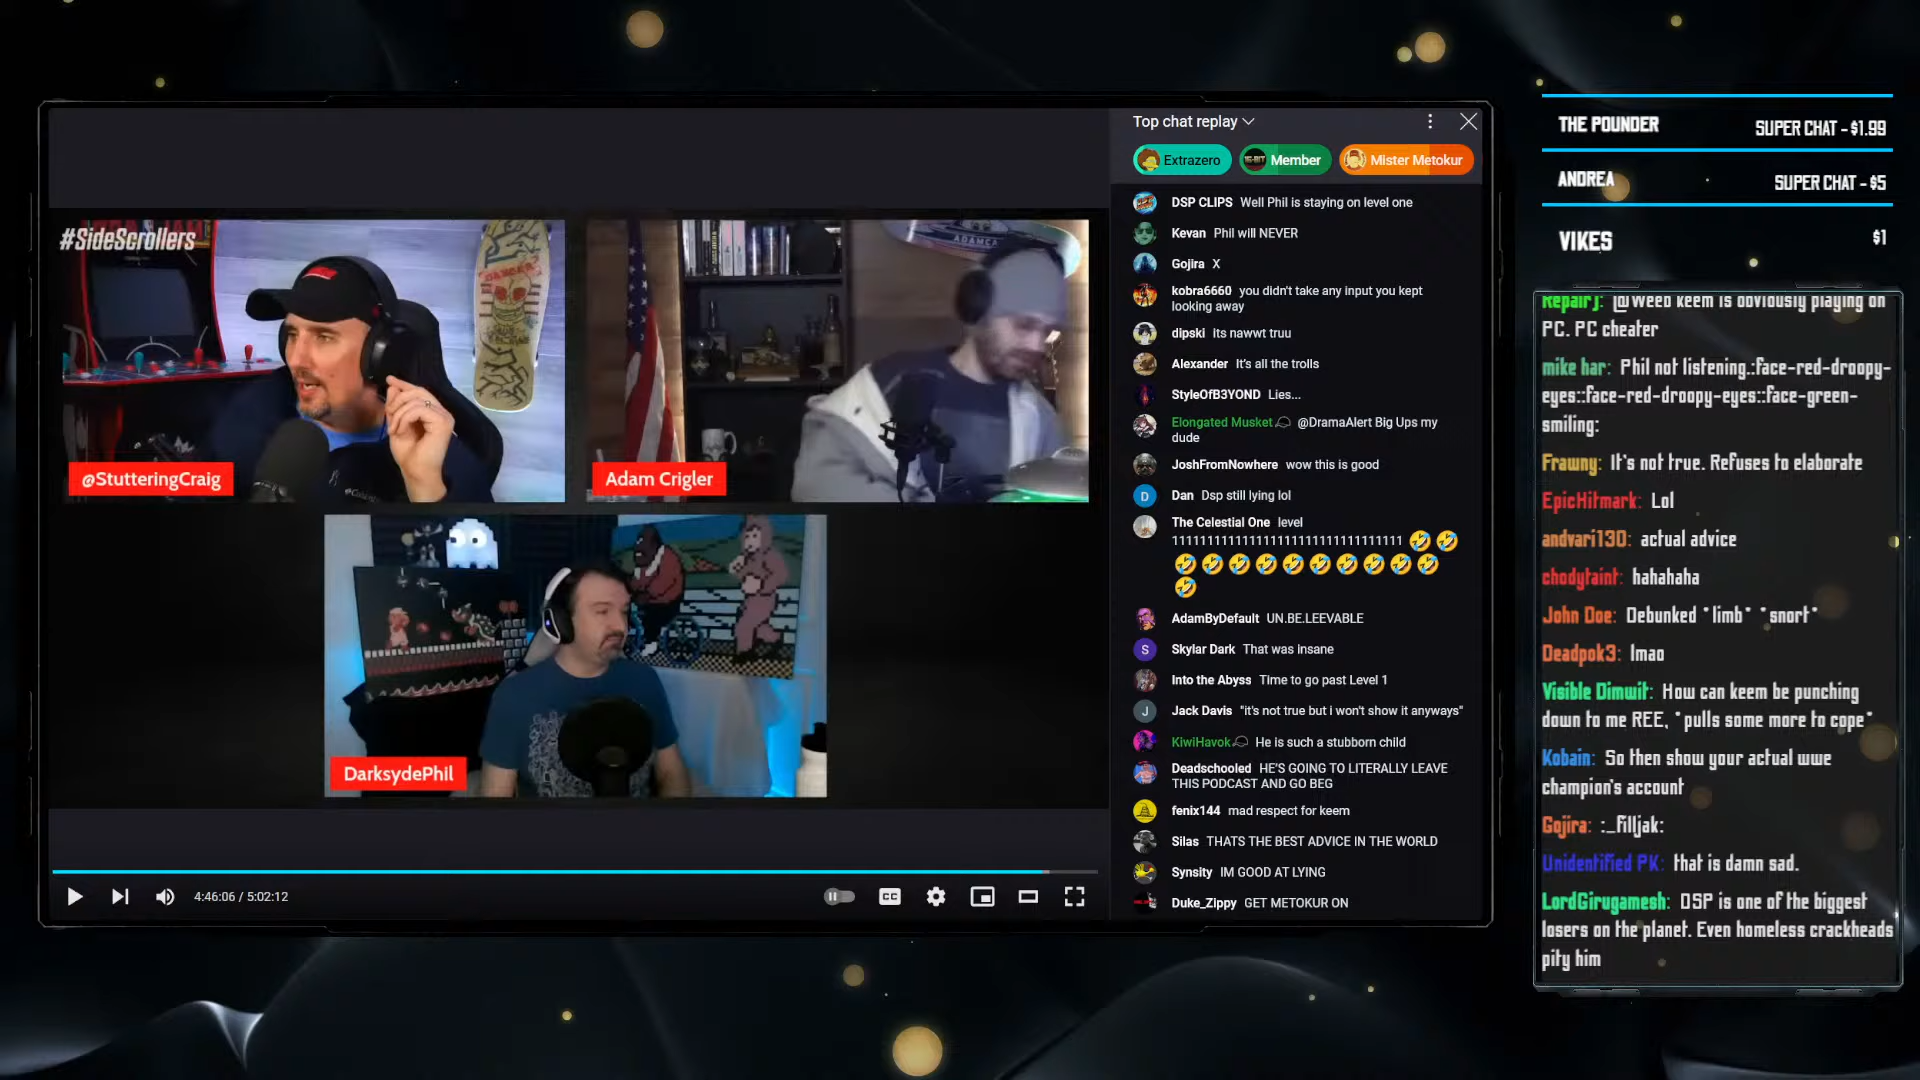 #SideScrollers
@StutteringCraig
ADAMCA
Adam Crigler
DarksydePhil
4:46:06 / 5:02:12
CC
Top chat replay
Extrazero
16-BIT
Member
Mister Metokur
DSP CLIPS Well Phil is staying on level one
Kevan Phil will NEVER
Gojira X
kobra6660 you didn't take any input you kept
looking away
dipski Its nawwt truu
Alexander It's all the trolls
StyleOfB3YOND Lies...
Elongated Musket @DramaAlert Big Ups my
dude
JoshFromNowhere wow this is good
D Dan Dsp still lying lol
The Celestial One level
🤣🤣
🤣🤣🤣🤣🤣🤣🤣🤣🤣🤣
🤣
AdamByDefault UN.BE.LEEVABLE
S Skylar Dark That was insane
Into the Abyss Time to go past Level 1
J Jack Davis "it's not true but i won't show it anyways"
KiwiHavok He is such a stubborn child
Deadschooled HE'S GOING TO LITERALLY LEAVE
THIS PODCAST AND GO BEG
fenix144 mad respect for keem
Silas THATS THE BEST ADVICE IN THE WORLD
Synsity IM GOOD AT LYING
Duke_Zippy GET METOKUR ON
THE POUNDER SUPER CHAT - $1.99
ANDREA SUPER CHAT - $5
VIKES $1
RepairJ: @Weeb keem is obviously playing on
PC. PC cheater
mike har: Phil not listening.:face-red-droopy-
eyes::face-red-droopy-eyes::face-green-
smiling:
Frawny: It's not true. Refuses to elaborate
EpicHitmark: Lol
andvari130: actual advice
chodytaint: hahahaha
John Doe: Debunked *limb* *snort*
Deadpok3: lmao
Visible Dimwit: How can keem be punching
down to me REE, *pulls some more to cope*
Kobain: So then show your actual wwe
champion's account
Gojira: :_filljak:
Unidentified PK: that is damn sad.
LordGirugamesh: DSP is one of the biggest
losers on the planet. Even homeless crackheads
pity him